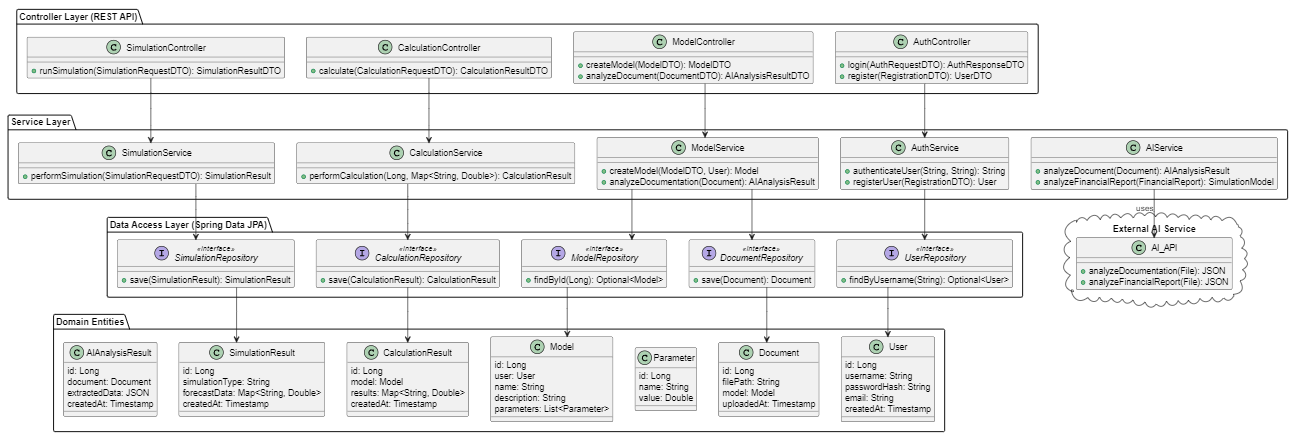 Controller Layer (REST API)
C SimulationController
runSimulation(SimulationRequestDTO): SimulationResultDTO
C CalculationController
calculate(CalculationRequestDTO): CalculationResultDTO
C ModelController
createModel(ModelDTO): ModelDTO
analyzeDocument(DocumentDTO): AIAnalysisResultDTO
C AuthController
login(AuthRequestDTO): AuthResponseDTO
register(RegistrationDTO): UserDTO
Service Layer
C SimulationService
performSimulation(SimulationRequestDTO): SimulationResult
C CalculationService
performCalculation(Long, Map<String, Double>): CalculationResult
C ModelService
createModel(ModelDTO, User): Model
analyzeDocumentation(Document): AIAnalysisResult
C AuthService
authenticateUser(String, String): String
registerUser(RegistrationDTO): User
C AIService
analyzeDocument(Document): AIAnalysisResult
analyzeFinancialReport(FinancialReport): SimulationModel
uses
Data Access Layer (Spring Data JPA)
«interface»
I SimulationRepository
save(SimulationResult): SimulationResult
«interface»
I CalculationRepository
save(CalculationResult): CalculationResult
«interface»
I ModelRepository
findById(Long): Optional<Model>
«interface»
I DocumentRepository
save(Document): Document
«interface»
I UserRepository
findByUsername(String): Optional<User>
External AI Service
C AI_API
analyzeDocumentation(File): JSON
analyzeFinancialReport(File): JSON
Domain Entities
C AIAnalysisResult
id: Long
document: Document
extractedData: JSON
createdAt: Timestamp
C SimulationResult
id: Long
simulationType: String
forecastData: Map<String, Double>
createdAt: Timestamp
C CalculationResult
id: Long
model: Model
results: Map<String, Double>
createdAt: Timestamp
C Model
id: Long
user: User
name: String
description: String
parameters: List<Parameter>
C Parameter
id: Long
name: String
value: Double
C Document
id: Long
filePath: String
model: Model
uploadedAt: Timestamp
C User
id: Long
username: String
passwordHash: String
email: String
createdAt: Timestamp